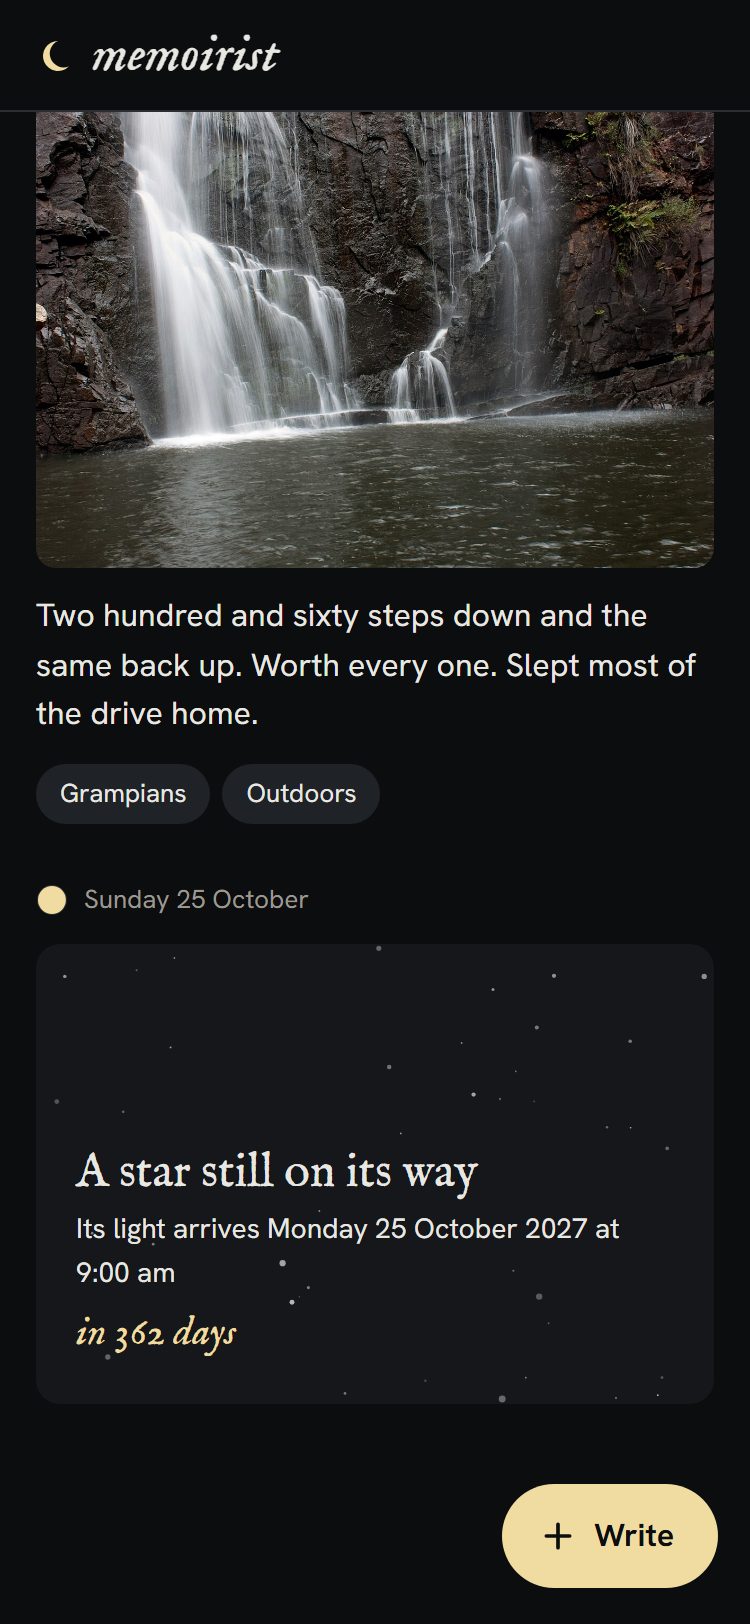 memoirist
Two hundred and sixty steps down and the
same back up. Worth every one. Slept most of
the drive home.
Grampians
Outdoors
Sunday 25 October
A star still on its way
Its light arrives Monday 25 October 2027 at
9:00 am
in 362 days
Write